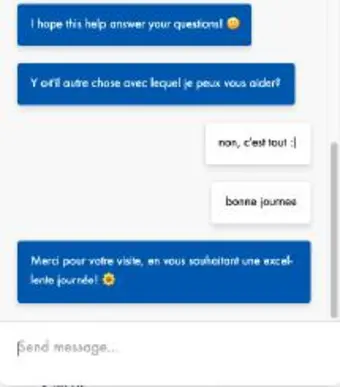 I hope this help answer your questions! 😀
Y a-t'il autre chose avec lequel je peux vous aider?
non, c'est tout :)
bonne journee
Merci pour votre visite, en vous souhaitant une excel-
lente journée! 🌼
Send message...